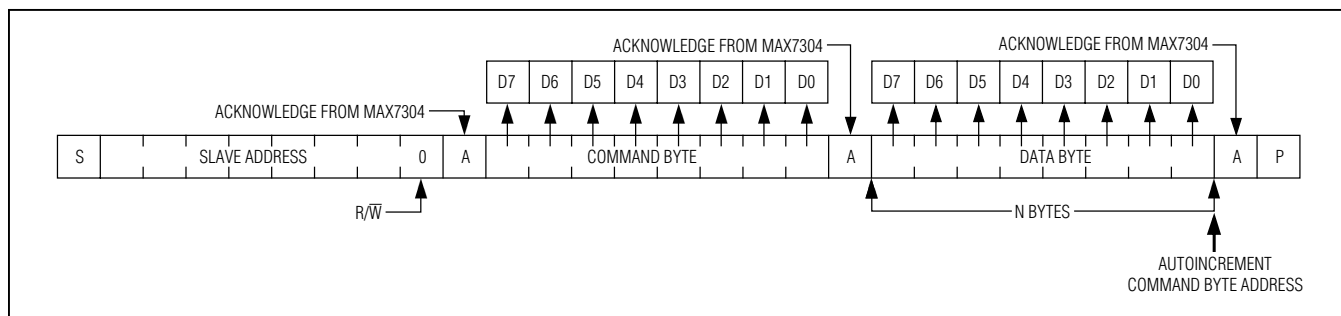 ACKNOWLEDGE FROM MAX7304 ACKNOWLEDGE FROM MAX7304
D7 D6 D5 D4 D3 D2 D1 D0 D7 D6 D5 D4 D3 D2 D1 D0
ACKNOWLEDGE FROM MAX7304
S SLAVE ADDRESS 0 A COMMAND BYTE A DATA BYTE A P
R/W̅ N BYTES
AUTOINCREMENT
COMMAND BYTE ADDRESS